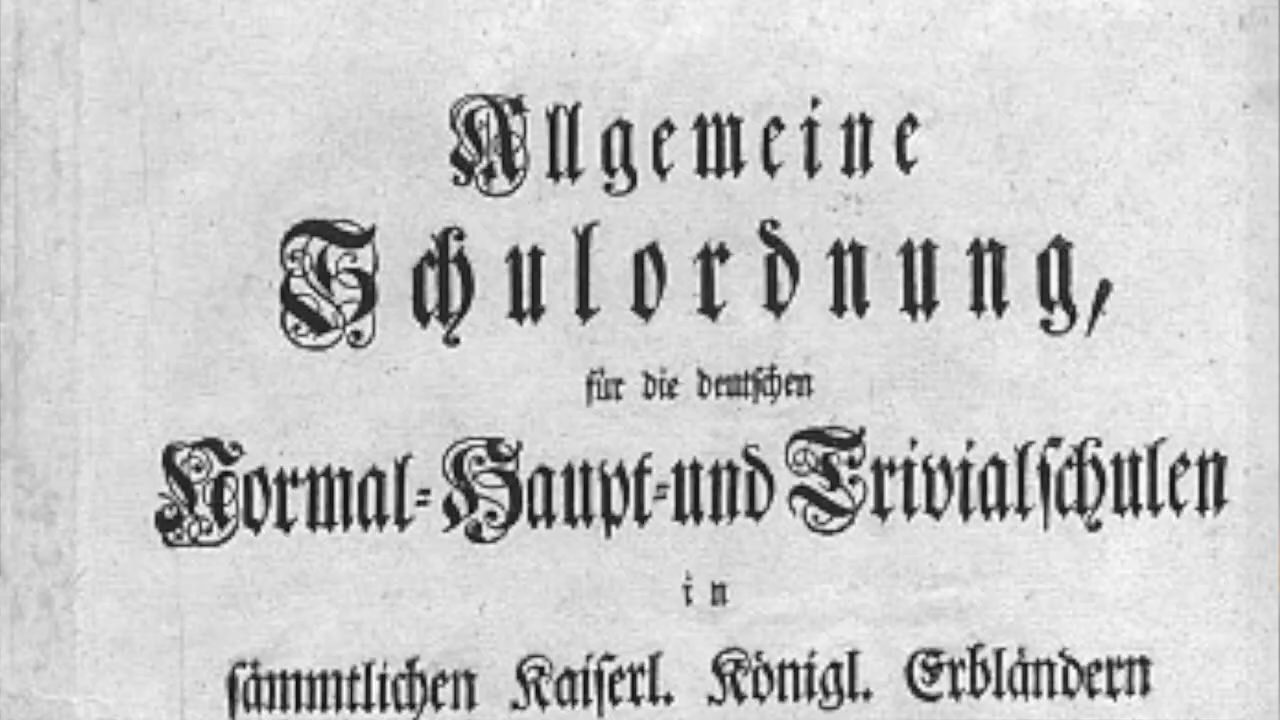 Allgemeine
Schulordnung,
für die deutschen
Normal=Haupt=und Trivialſchulen
in
ſämmtlichen Kaiſerl. Königl. Erbländern